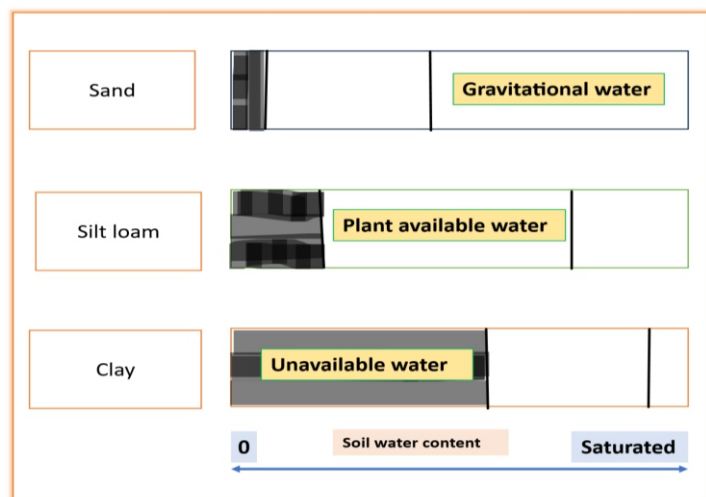 Sand
Gravitational water
Silt loam
Plant available water
Clay
Unavailable water
0
Soil water content
Saturated